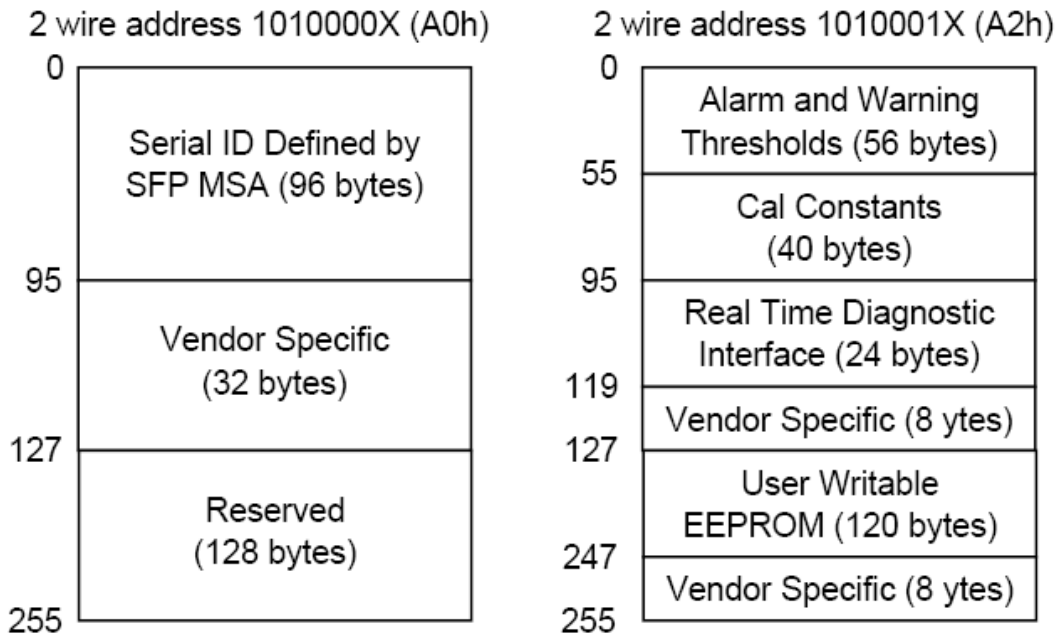 2 wire address 1010000X (A0h)
0
Serial ID Defined by
SFP MSA (96 bytes)
95
Vendor Specific
(32 bytes)
127
Reserved
(128 bytes)
255
2 wire address 1010001X (A2h)
0
Alarm and Warning
Thresholds (56 bytes)
55
Cal Constants
(40 bytes)
95
Real Time Diagnostic
Interface (24 bytes)
119
Vendor Specific (8 ytes)
127
User Writable
EEPROM (120 bytes)
247
Vendor Specific (8 ytes)
255